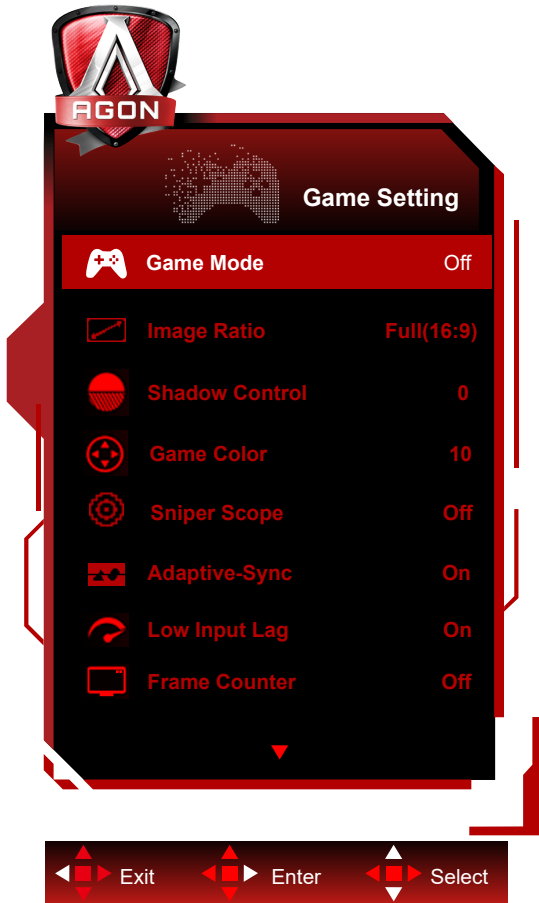 AGON
Game Setting
Game Mode Off
Image Ratio Full(16:9)
Shadow Control 0
Game Color 10
Sniper Scope Off
Adaptive-Sync On
Low Input Lag On
Frame Counter Off
Exit Enter Select